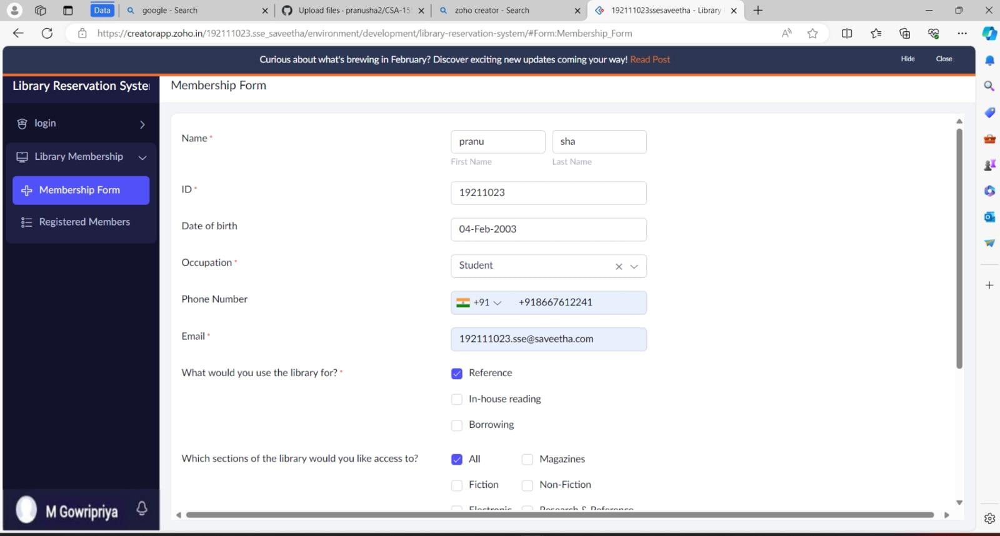 Data
google - Search
Upload files · pranusha2/CSA-15
zoho creator - Search
192111023ssesaveetha - Library
https://creatorapp.zoho.in/192111023.sse_saveetha/environment/development/library-reservation-system/#Form:Membership_Form
Curious about what's brewing in February? Discover exciting new updates coming your way! Read Post
Hide
Close
Library Reservation Syste
Membership Form
login
Library Membership
Membership Form
Registered Members
M Gowripriya
Name *
pranu
sha
First Name
Last Name
ID *
19211023
Date of birth
04-Feb-2003
Occupation *
Student
Phone Number
+91
+918667612241
Email *
192111023.sse@saveetha.com
What would you use the library for? *
Reference
In-house reading
Borrowing
Which sections of the library would you like access to?
All
Magazines
Fiction
Non-Fiction
Electronic
Research & Reference